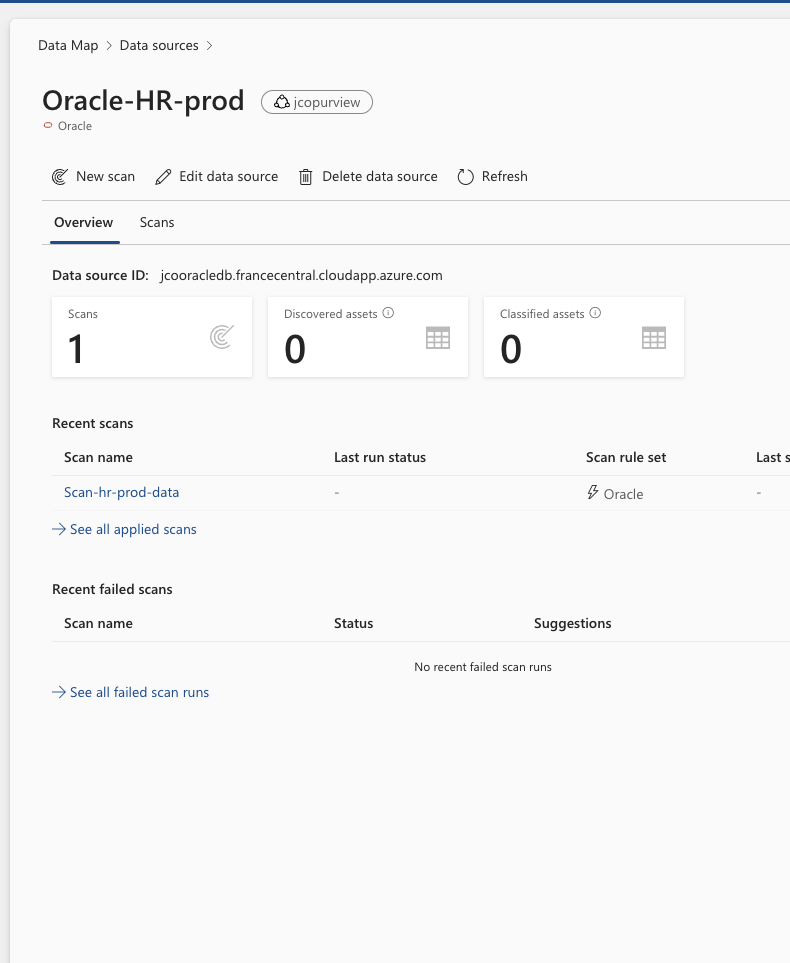 Data Map > Data sources >
Oracle-HR-prod jcopurview
Oracle
New scan Edit data source Delete data source Refresh
Overview Scans
Data source ID: jcooracledb.francecentral.cloudapp.azure.com
Scans Discovered assets Classified assets
1 0 0
Recent scans
Scan name Last run status Scan rule set Last s
Scan-hr-prod-data - Oracle -
See all applied scans
Recent failed scans
Scan name Status Suggestions
No recent failed scan runs
See all failed scan runs